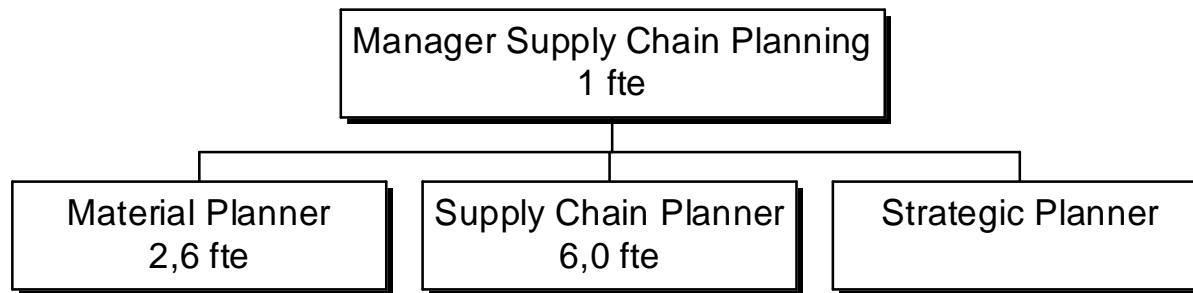 Manager Supply Chain Planning
1 fte
Material Planner
2,6 fte
Supply Chain Planner
6,0 fte
Strategic Planner